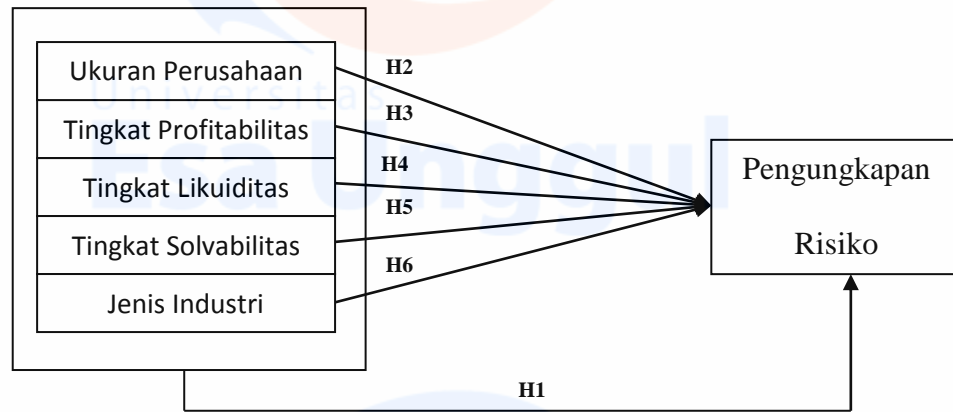 Ukuran Perusahaan
Universitas
Tingkat Profitabilitas
Esa Unggul
Tingkat Likuiditas
Tingkat Solvabilitas
Jenis Industri
H2
H3
H4
H5
H6
Pengungkapan
Risiko
H1